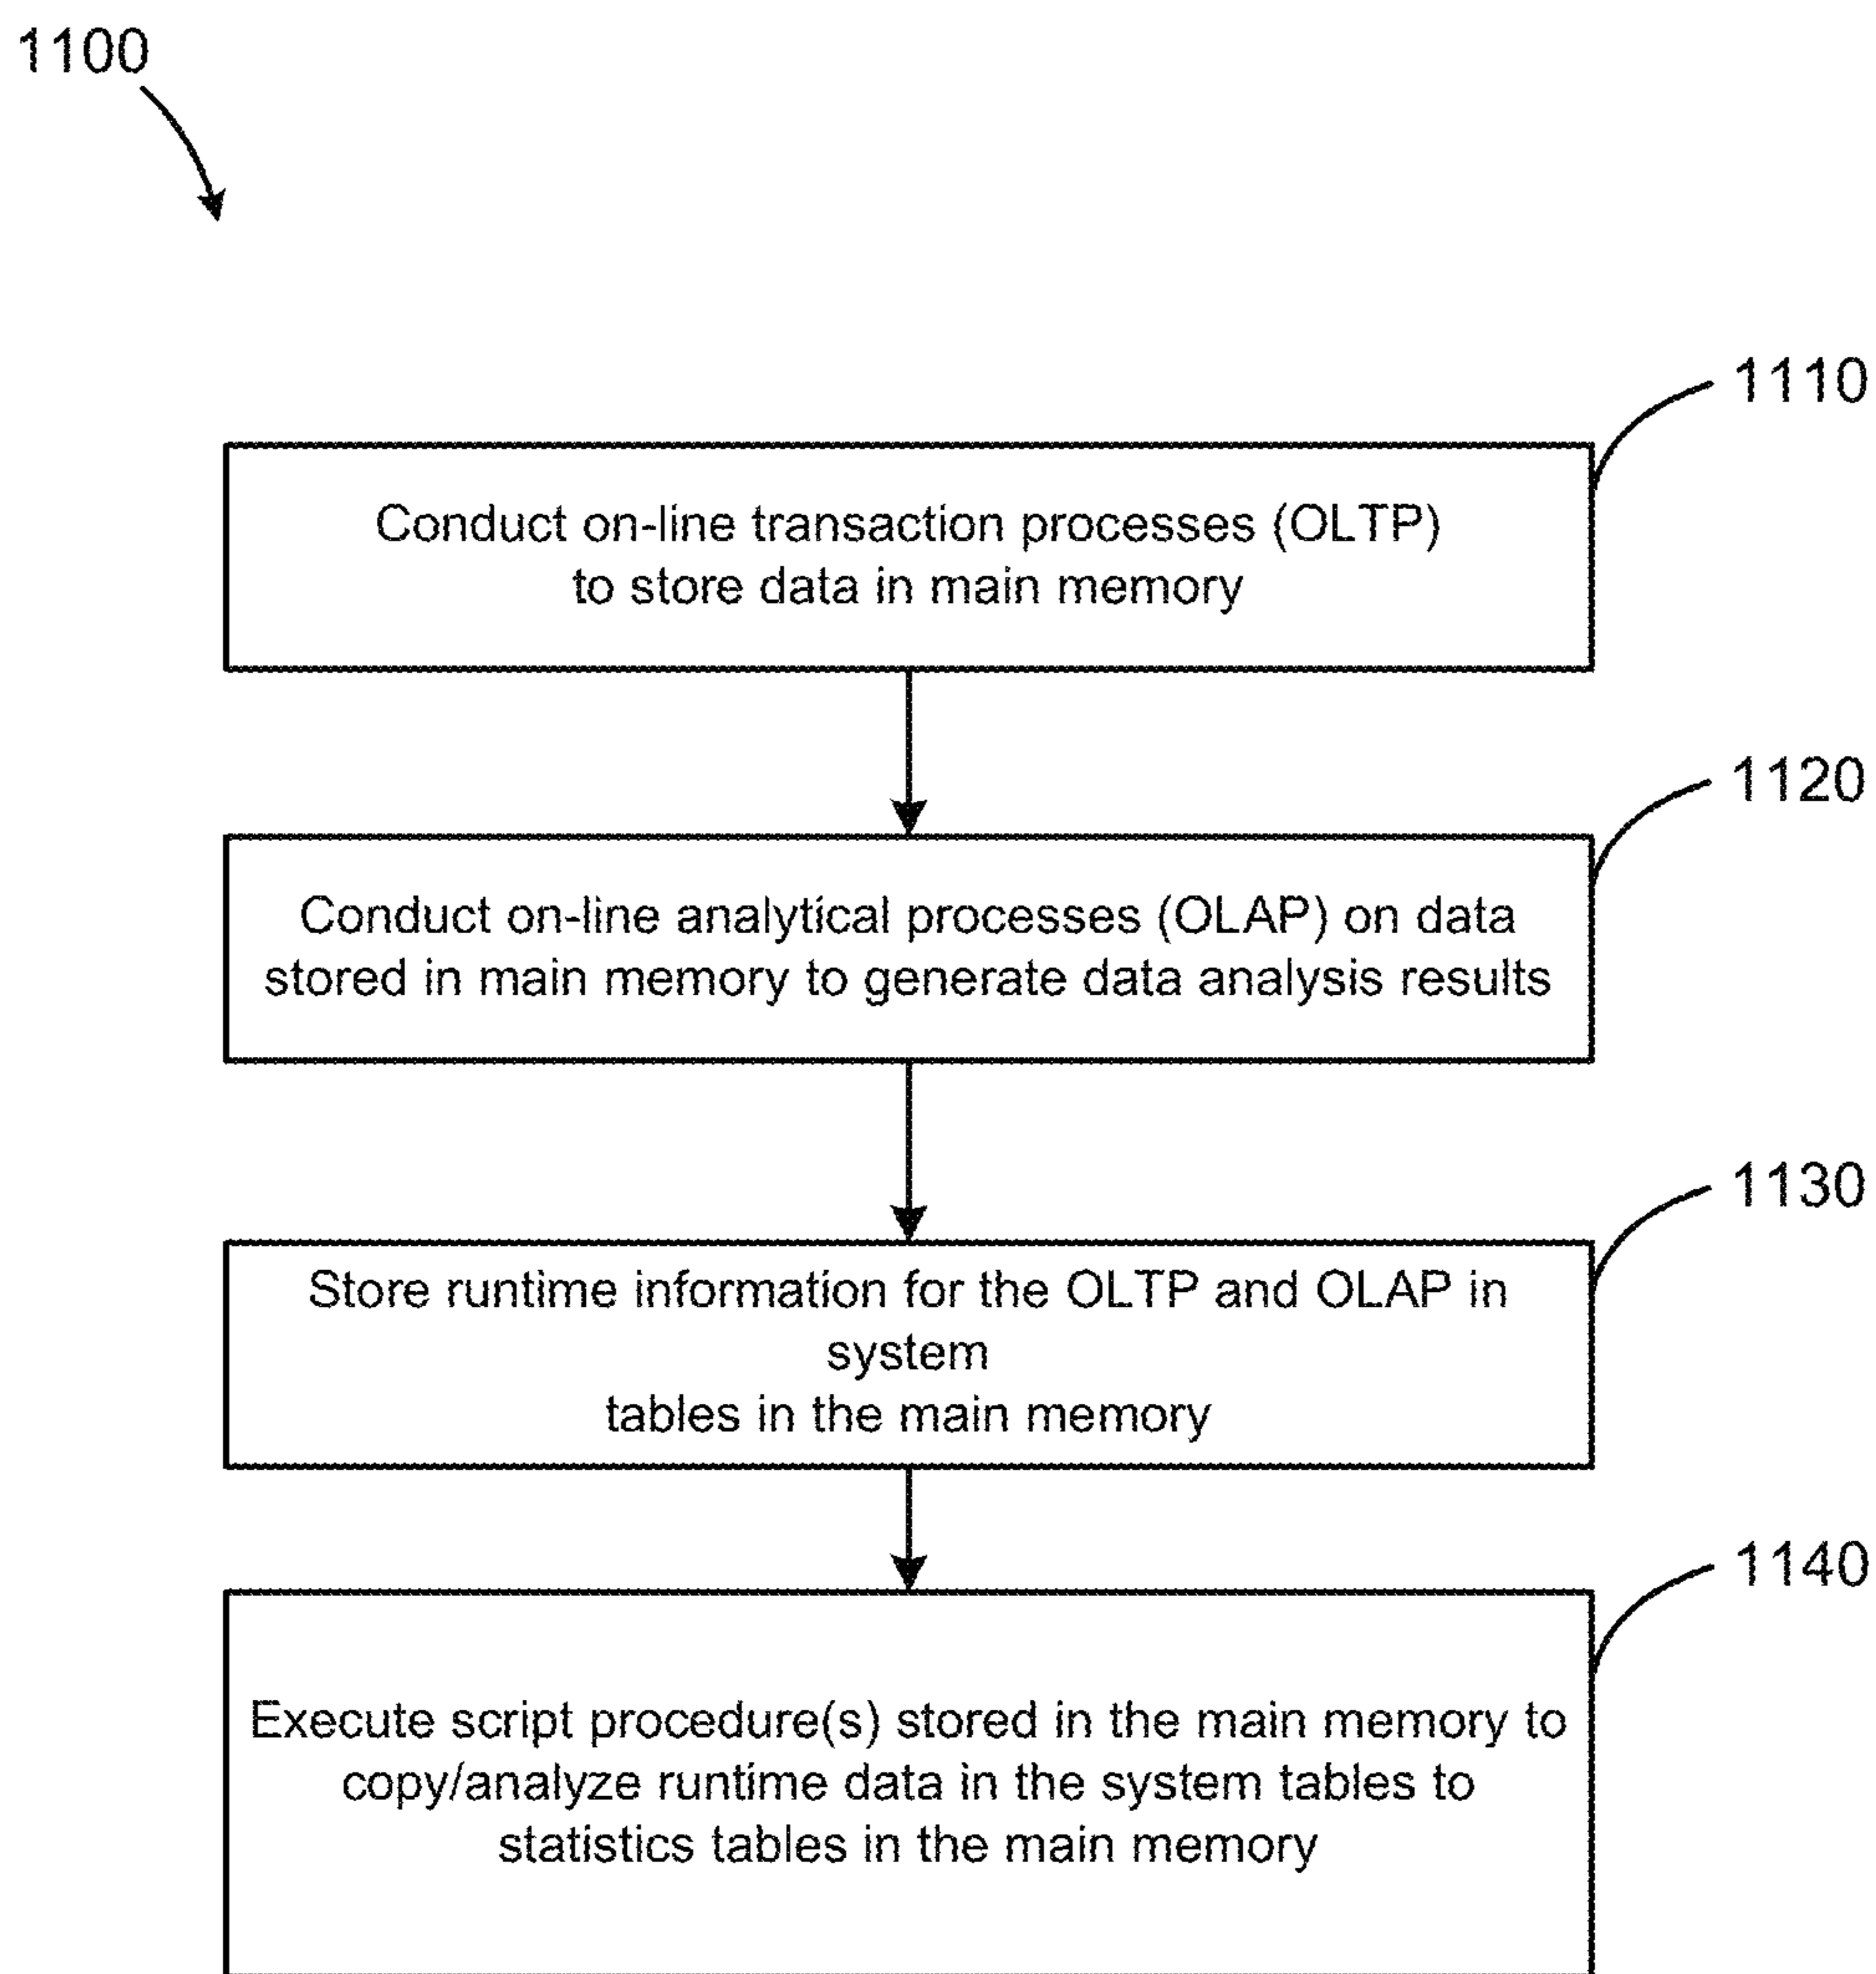 1100
1110
Conduct on-line transaction processes (OLTP)
to store data in main memory
1120
Conduct on-line analytical processes (OLAP) on data
stored in main memory to generate data analysis results
1130
Store runtime information for the OLTP and OLAP in
system
tables in the main memory
1140
Execute script procedure(s) stored in the main memory to
copy/analyze runtime data in the system tables to
statistics tables in the main memory